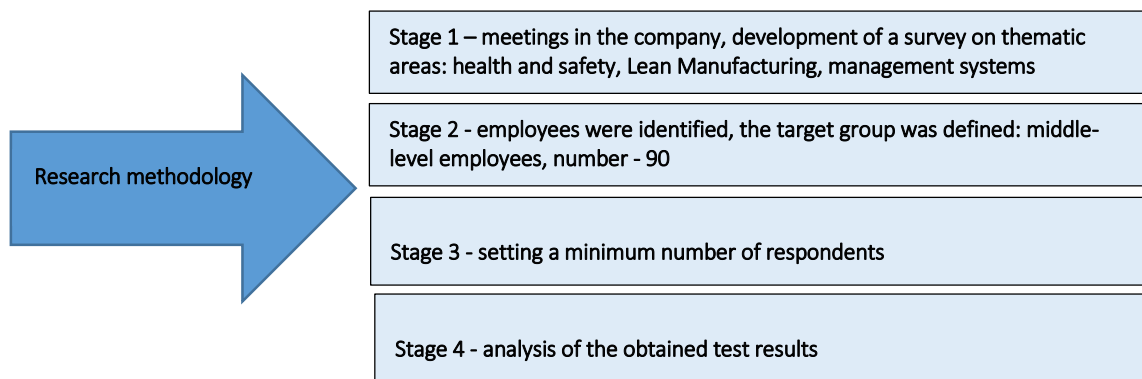 Research methodology
Stage 1 – meetings in the company, development of a survey on thematic
areas: health and safety, Lean Manufacturing, management systems
Stage 2 - employees were identified, the target group was defined: middle-
level employees, number - 90
Stage 3 - setting a minimum number of respondents
Stage 4 - analysis of the obtained test results